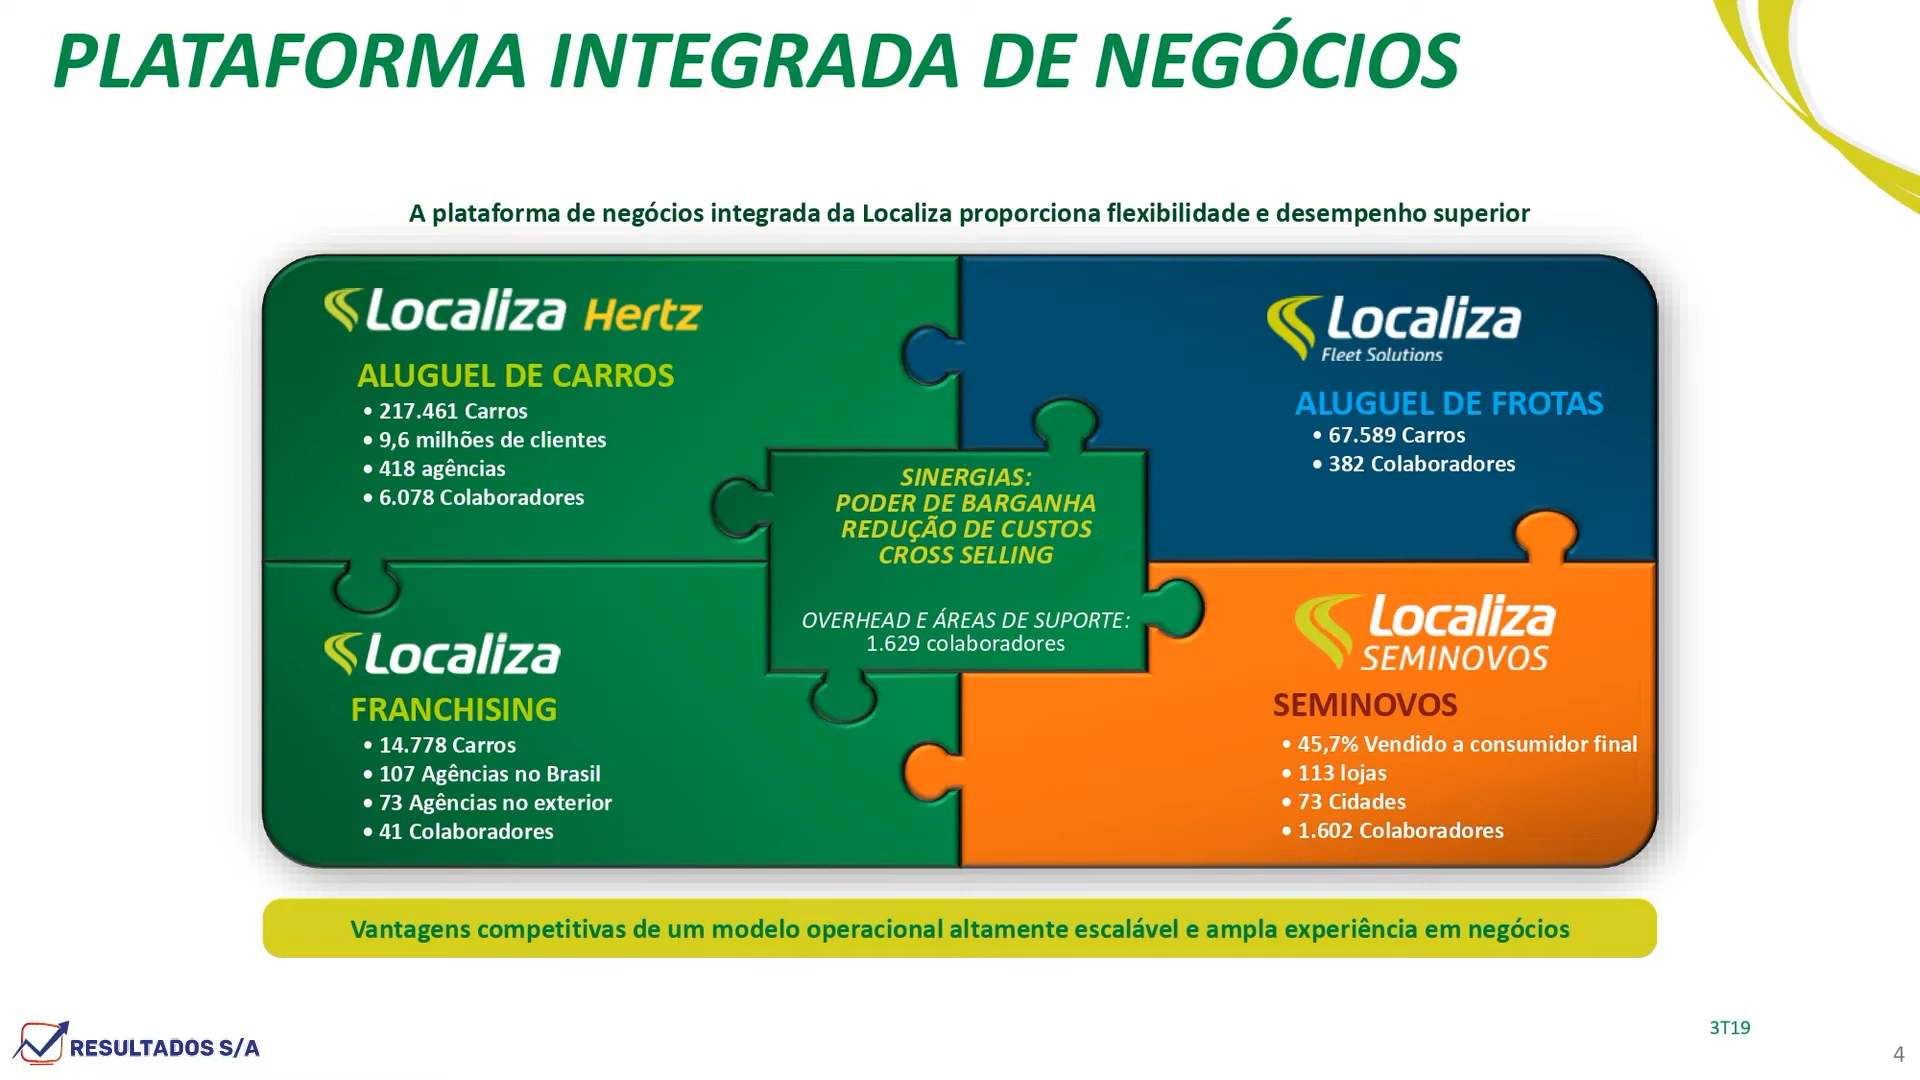 PLATAFORMA INTEGRADA DE NEGÓCIOS
A plataforma de negócios integrada da Localiza proporciona flexibilidade e desempenho superior
Localiza Hertz
ALUGUEL DE CARROS
• 217.461 Carros
• 9,6 milhões de clientes
• 418 agências
• 6.078 Colaboradores
Localiza
Fleet Solutions
ALUGUEL DE FROTAS
• 67.589 Carros
• 382 Colaboradores
SINERGIAS:
PODER DE BARGANHA
REDUÇÃO DE CUSTOS
CROSS SELLING
OVERHEAD E ÁREAS DE SUPORTE:
1.629 colaboradores
Localiza
FRANCHISING
• 14.778 Carros
• 107 Agências no Brasil
• 73 Agências no exterior
• 41 Colaboradores
Localiza
SEMINOVOS
SEMINOVOS
• 45,7% Vendido a consumidor final
• 113 lojas
• 73 Cidades
• 1.602 Colaboradores
Vantagens competitivas de um modelo operacional altamente escalável e ampla experiência em negócios
RESULTADOS S/A
3T19
4